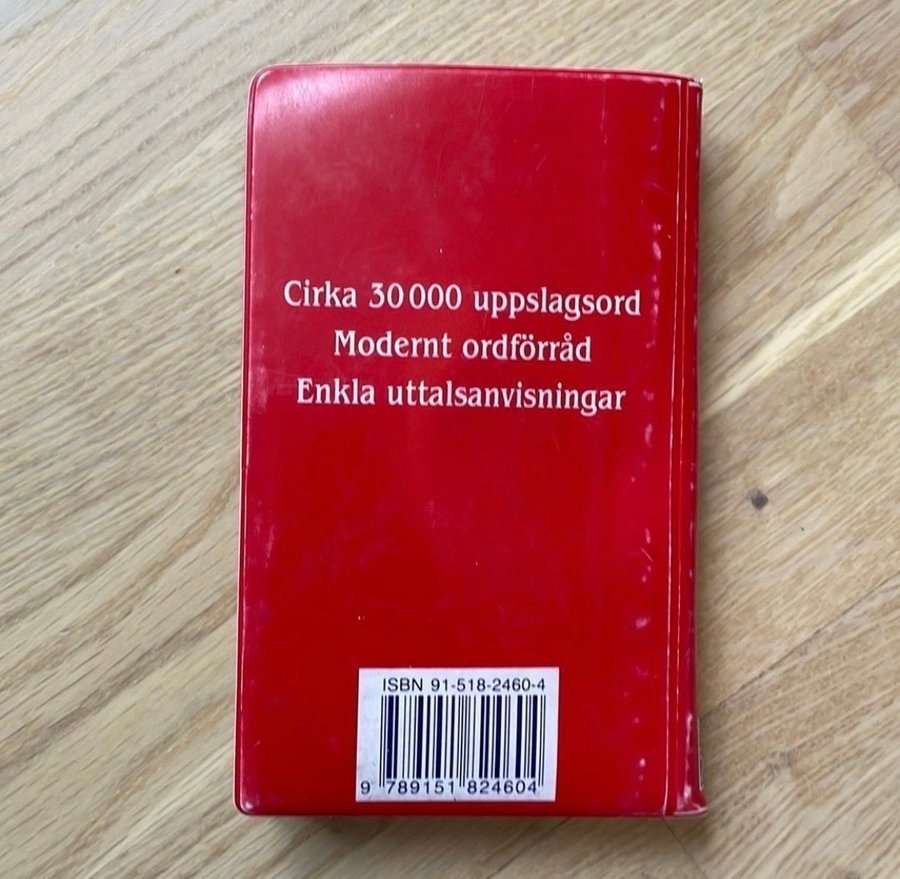 Cirka 30 000 uppslagsord
Modernt ordförråd
Enkla uttalsanvisningar
ISBN 91-518-2460-4
9 789151 824604